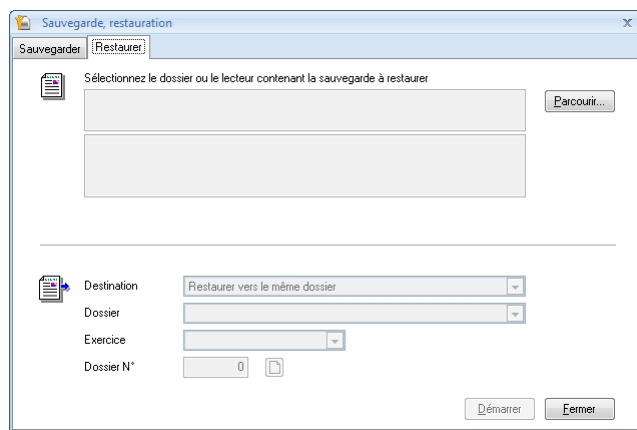 Sauvegarde, restauration
Sauvegarder Restaurer
Sélectionnez le dossier ou le lecteur contenant la sauvegarde à restaurer
Parcourir...
Destination Restaurer vers le même dossier
Dossier
Exercice
Dossier N° 0
Démarrer Fermer